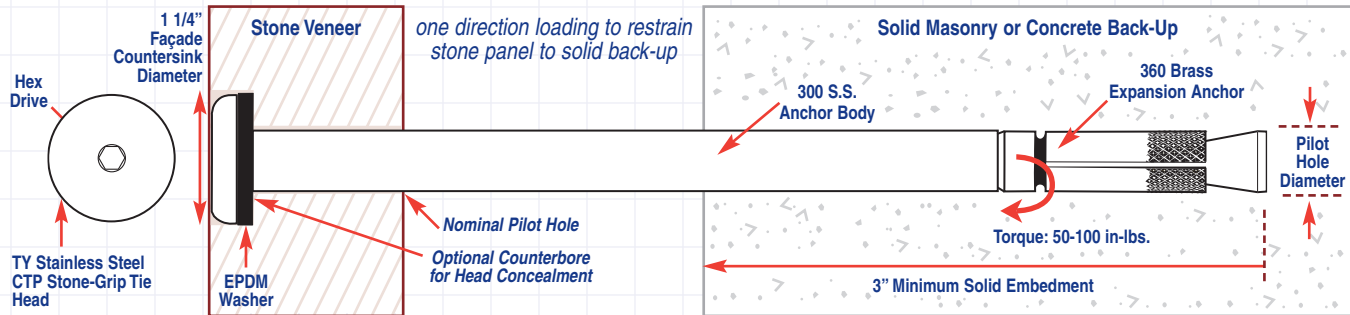 1 1/4”
Façade
Countersink
Diameter
Hex
Drive
TY Stainless Steel
CTP Stone-Grip Tie
Head
Stone Veneer
EPDM
Washer
one direction loading to restrain
stone panel to solid back-up
Nominal Pilot Hole
Optional Counterbore
for Head Concealment
Solid Masonry or Concrete Back-Up
300 S.S.
Anchor Body
360 Brass
Expansion Anchor
Torque: 50-100 in-lbs.
3” Minimum Solid Embedment
Pilot
Hole
Diameter